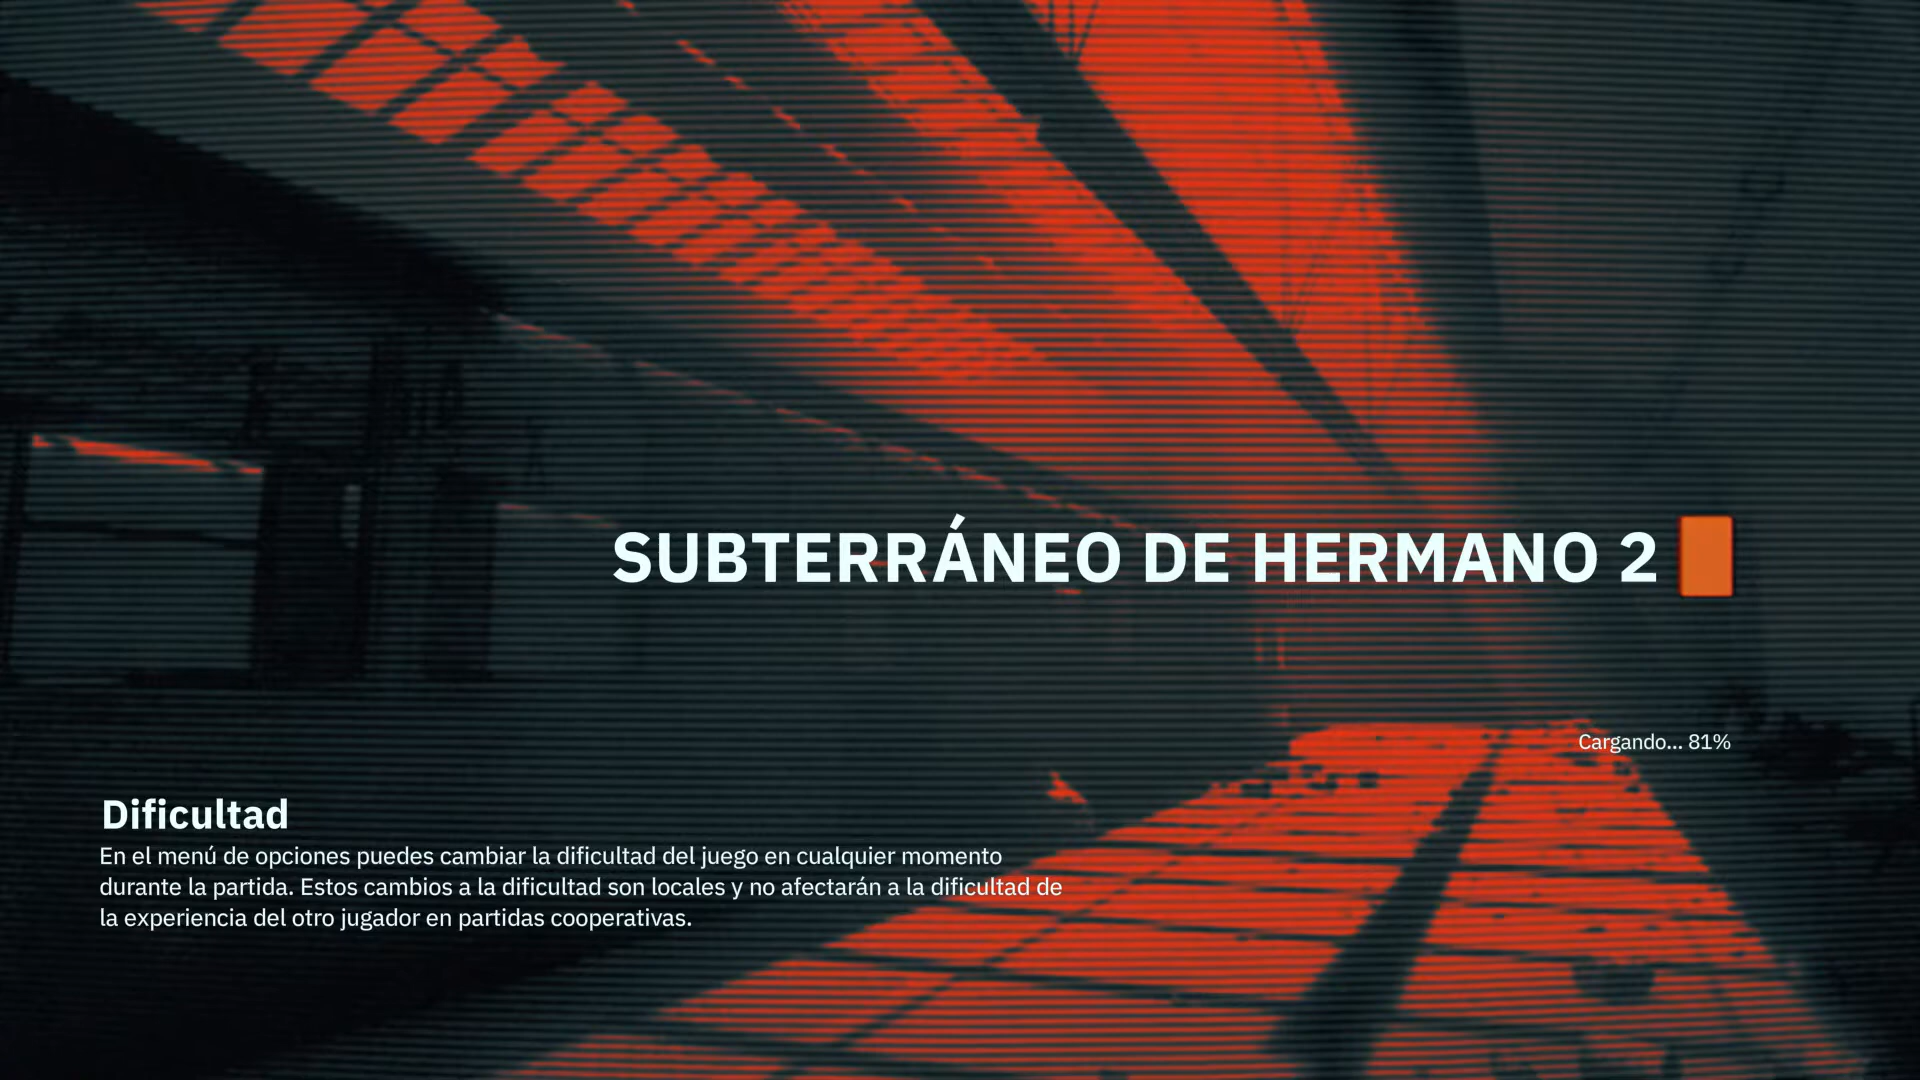 SUBTERRÁNEO DE HERMANO 2
Cargando... 81%
Dificultad
En el menú de opciones puedes cambiar la dificultad del juego en cualquier momento
durante la partida. Estos cambios a la dificultad son locales y no afectarán a la dificultad de
la experiencia del otro jugador en partidas cooperativas.